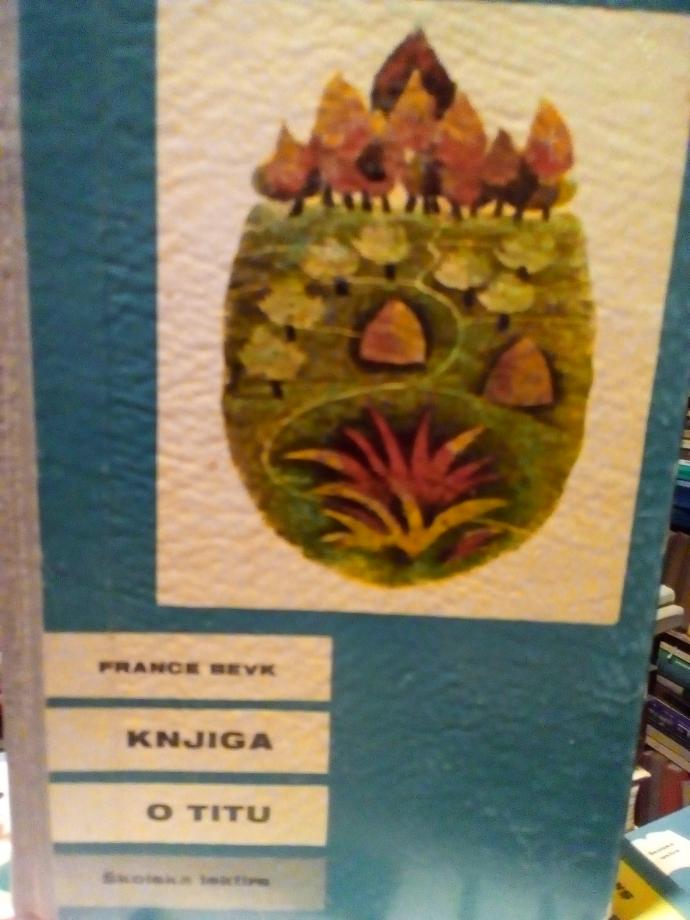 FRANCE BEVK
KNJIGA
O TITU
Školska lektira